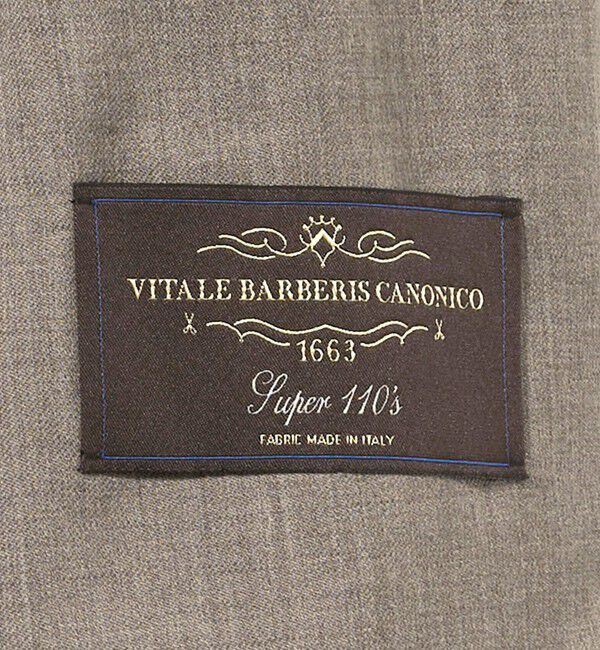 VITALE BARBERIS CANONICO
1663
Super 110's
FABRIC MADE IN ITALY